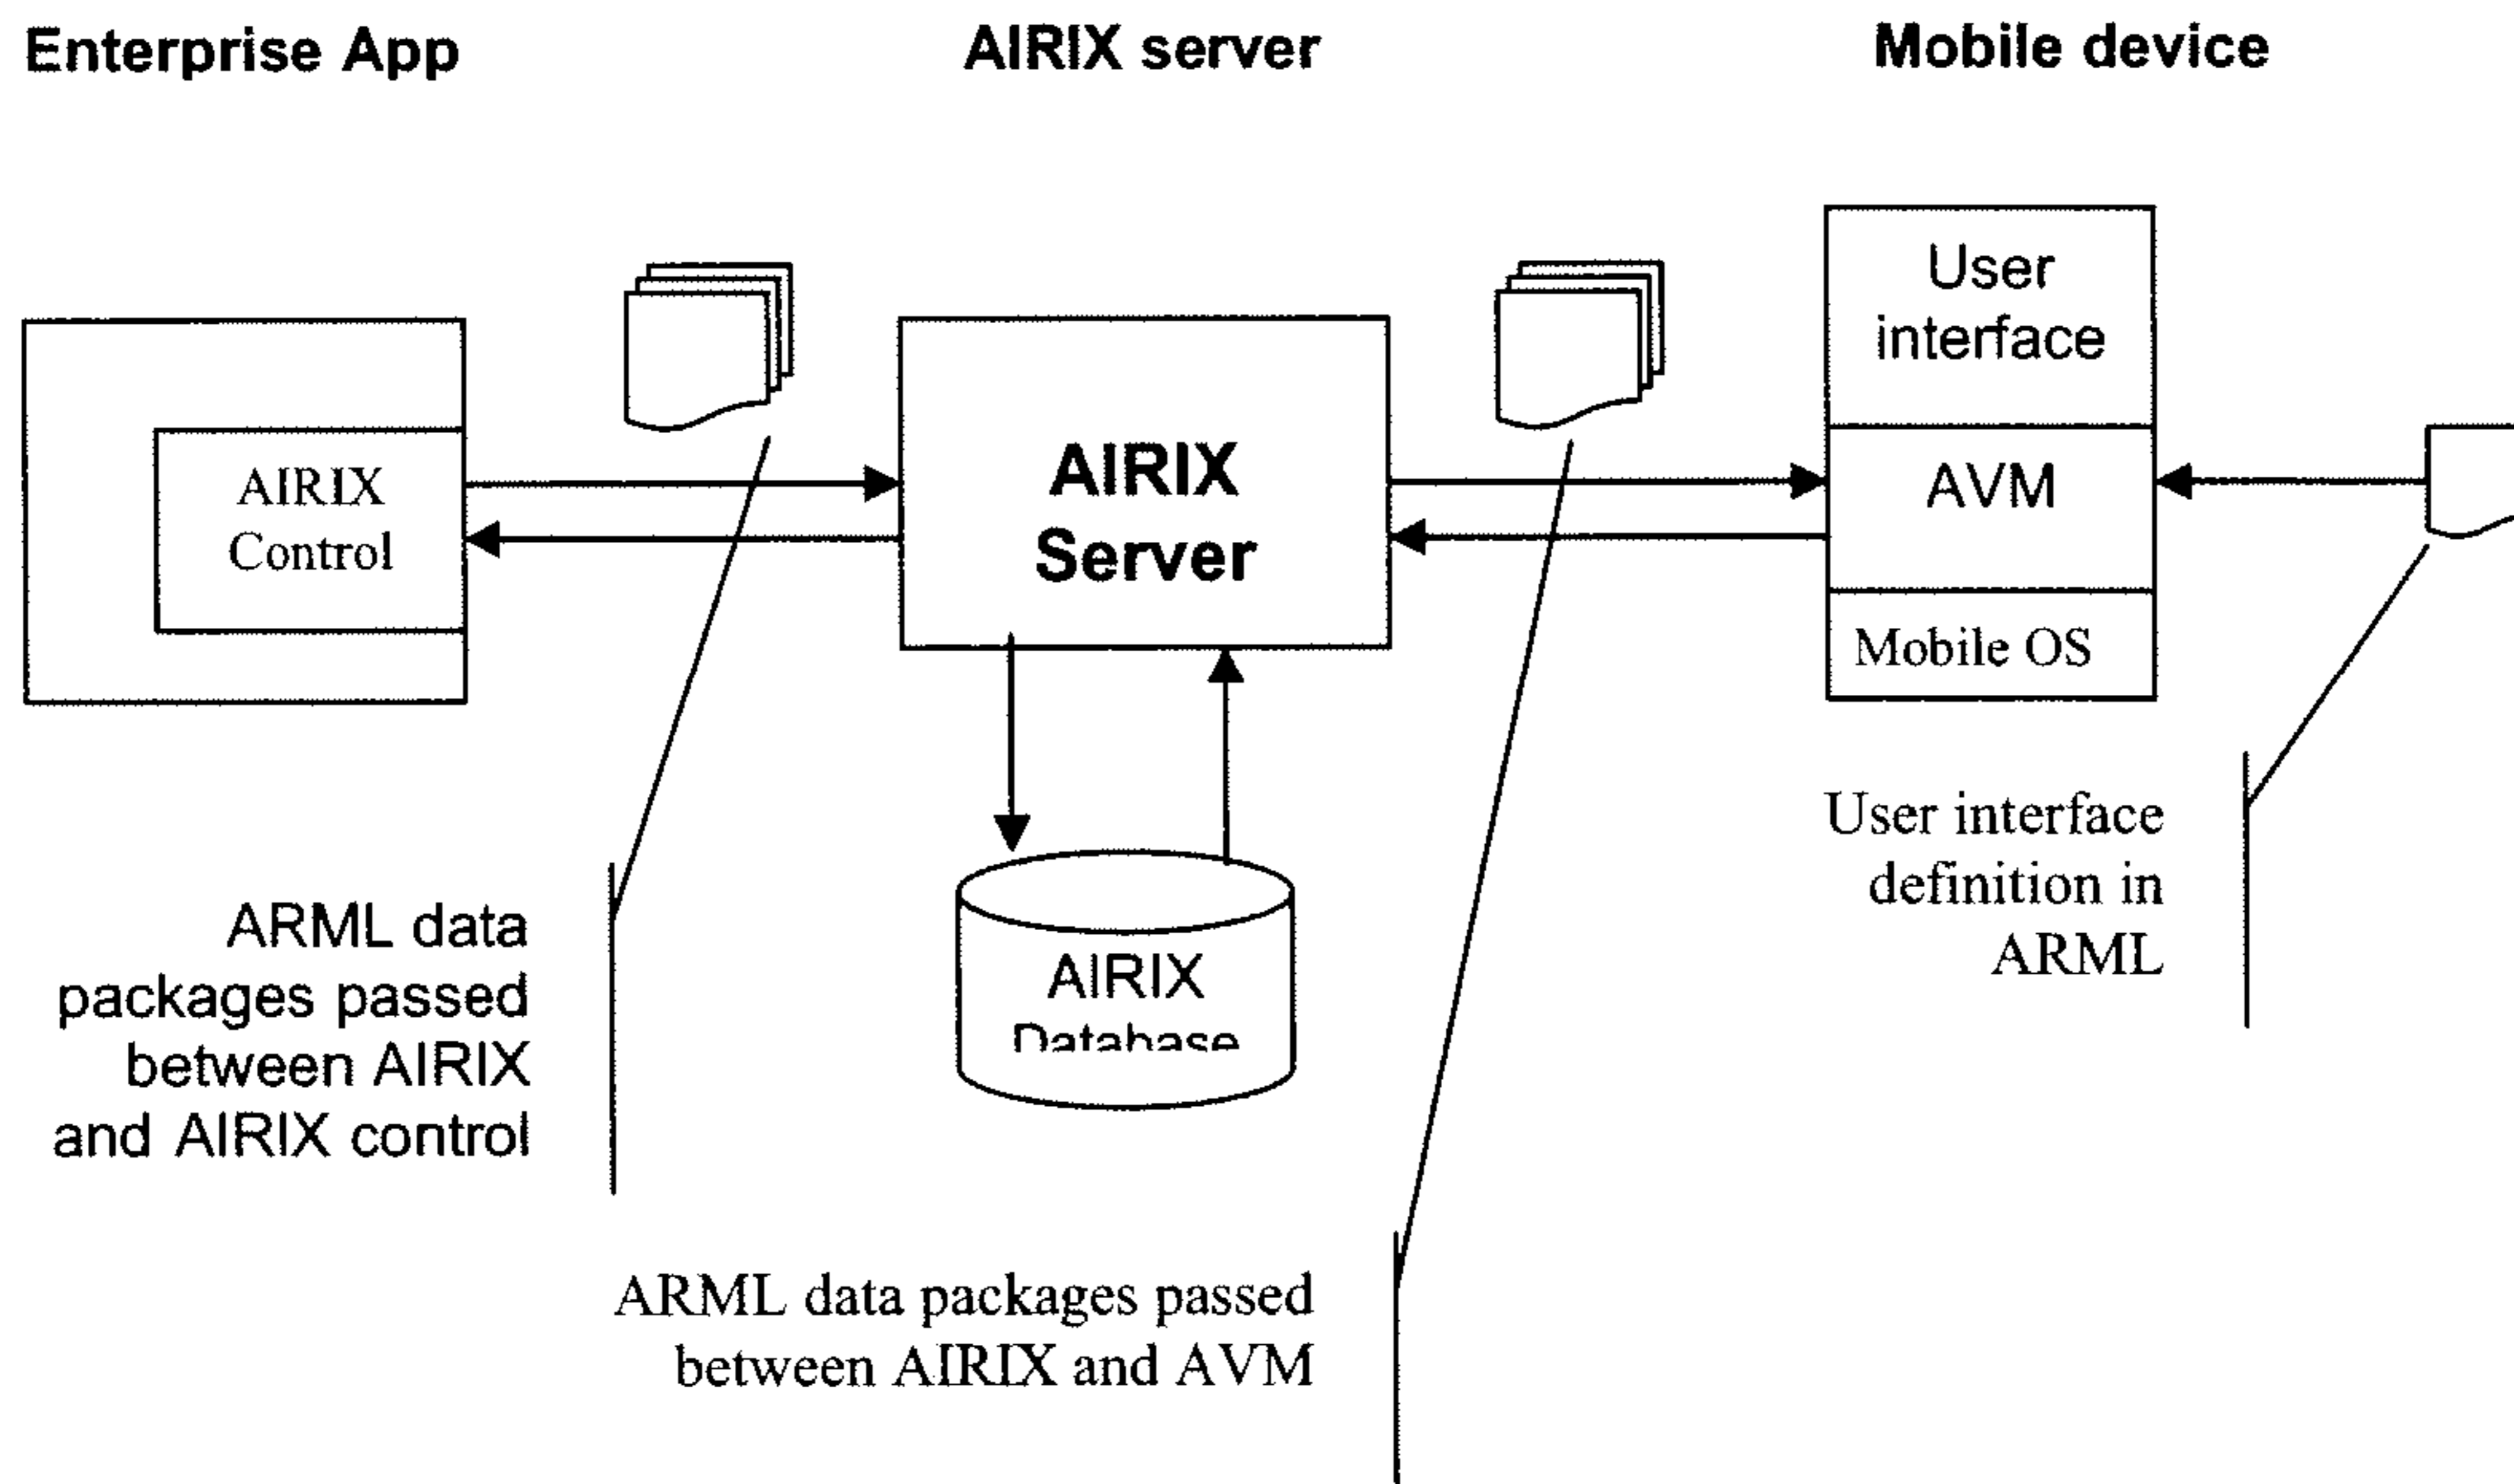 Enterprise App
AIRIX server
Mobile device
User
interface
AIRIX
Control
AIRIX
Server
AVM
Mobile OS
User interface
definition in
ARML
ARML data
packages passed
between AIRIX
and AIRIX control
AIRIX
Database
ARML data packages passed
between AIRIX and AVM